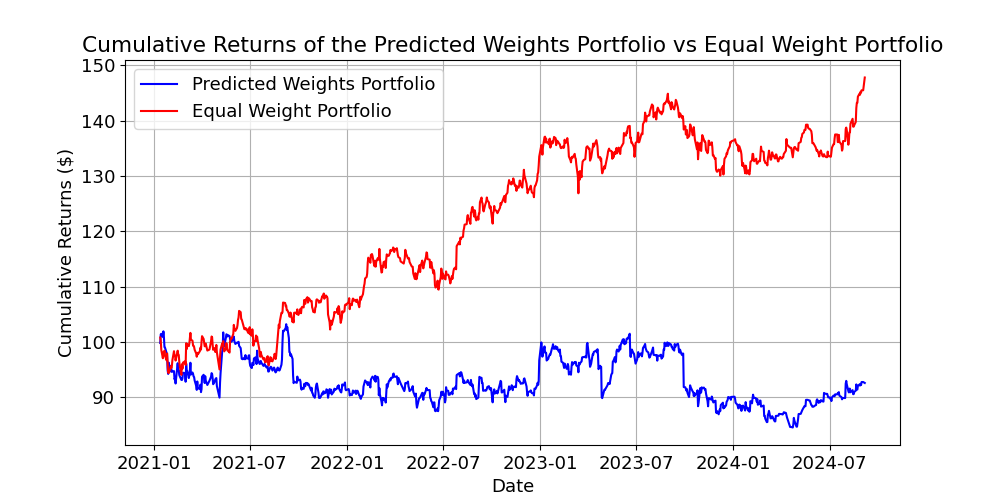 Cumulative Returns of the Predicted Weights Portfolio vs Equal Weight Portfolio
Predicted Weights Portfolio
Equal Weight Portfolio
Cumulative Returns ($)
150
140
130
120
110
100
90
2021-01 2021-07 2022-01 2022-07 2023-01 2023-07 2024-01 2024-07
Date